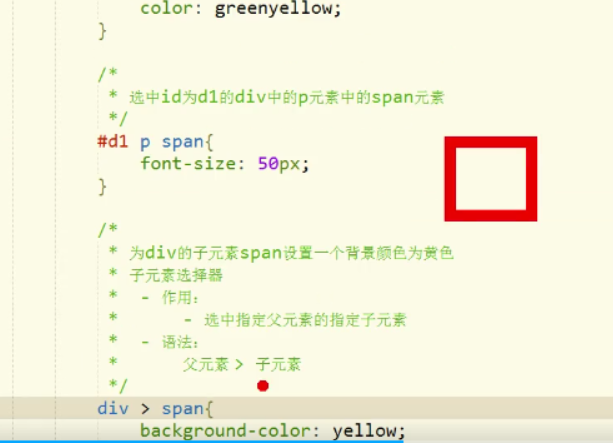 color: greenyellow;
}
/*
* 选中id为d1的div中的p元素中的span元素
*/
#d1 p span{
font-size: 50px;
}
/*
* 为div的子元素span设置一个背景颜色为黄色
* 子元素选择器
* - 作用：
* - 选中指定父元素的指定子元素
* - 语法：
* 父元素 > 子元素
*/
div > span{
background-color: yellow;